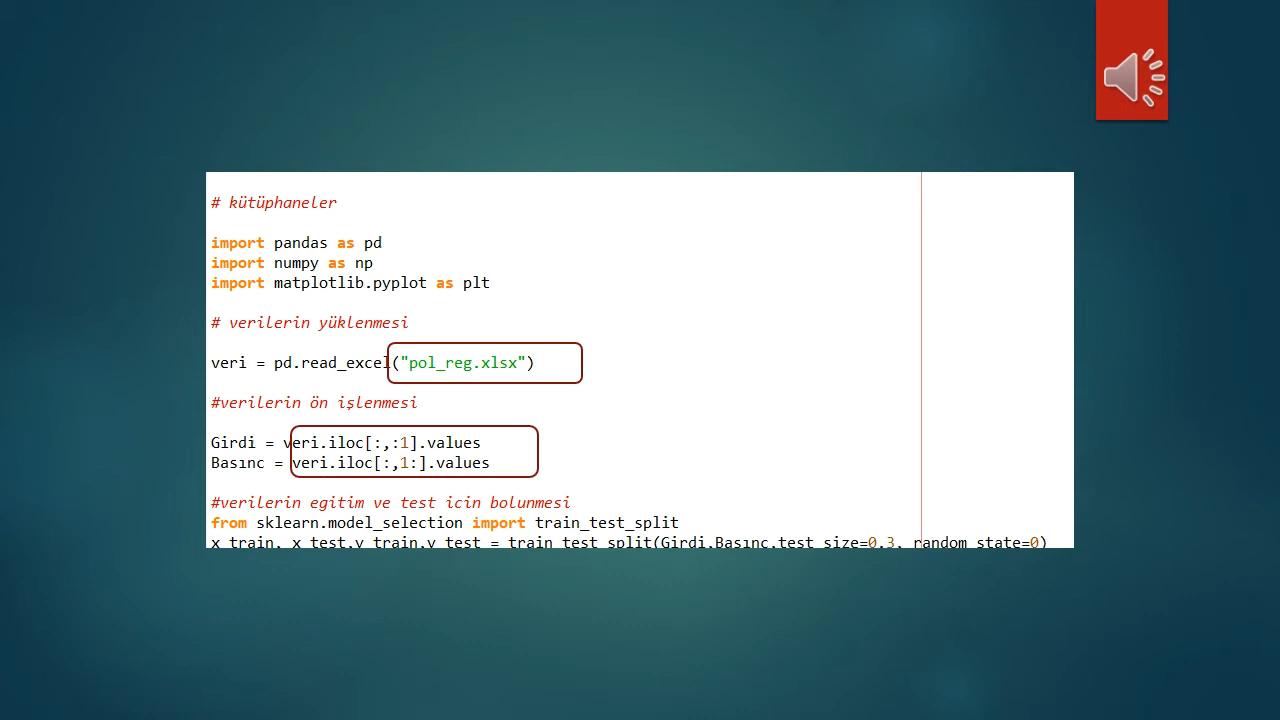 # kütüphaneler
import pandas as pd
import numpy as np
import matplotlib.pyplot as plt
# verilerin yüklenmesi
veri = pd.read_excel("pol_reg.xlsx")
#verilerin ön işlenmesi
Girdi = veri.iloc[:,:1].values
Basınc = veri.iloc[:,1:].values
#verilerin egitim ve test icin bolunmesi
from sklearn.model_selection import train_test_split
x_train, x_test,y_train,y_test = train_test_split(Girdi,Basınc,test_size=0.3, random_state=0)